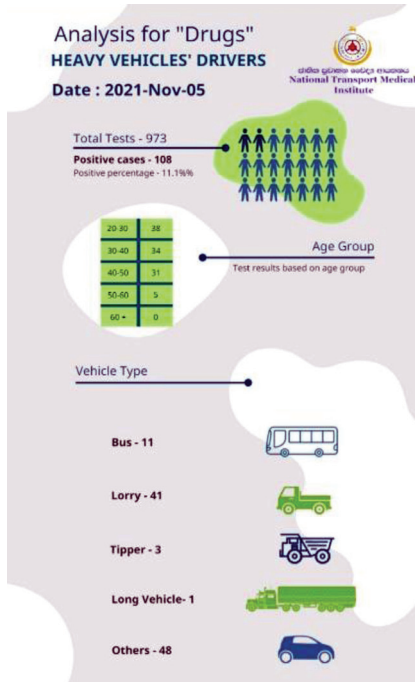 Analysis for "Drugs"
HEAVY VEHICLES' DRIVERS
Date : 2021-Nov-05
National Transport Medical
Institute
Total Tests - 973
Positive cases - 108
Positive percentage - 11.1%%
20-30 38
30-40 34
40-50 31
50-60 5
60 + 0
Age Group
Test results based on age group
Vehicle Type
Bus - 11
Lorry - 41
Tipper - 3
Long Vehicle- 1
Others - 48